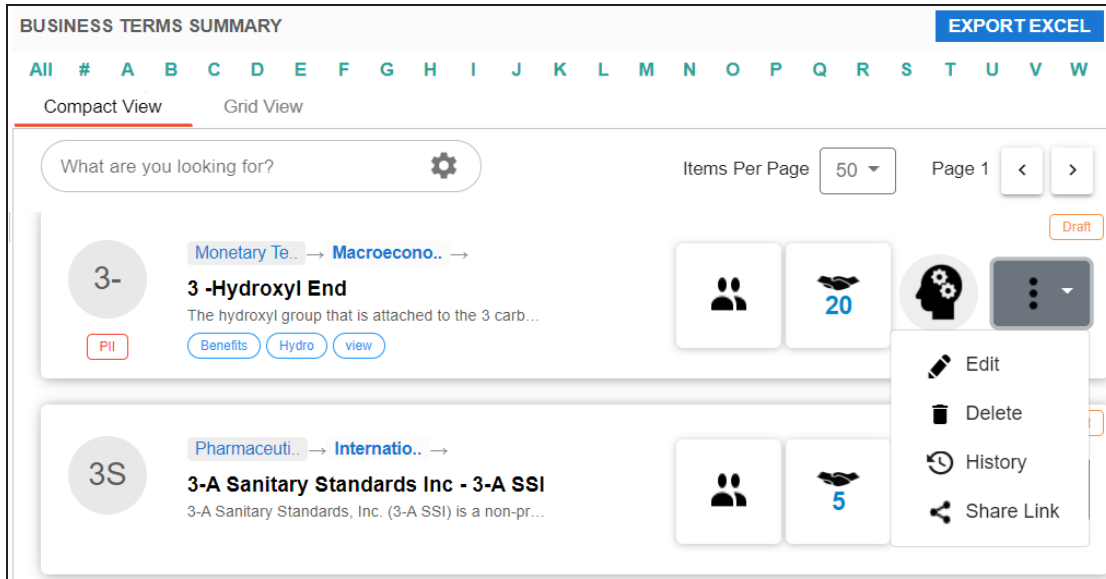 BUSINESS TERMS SUMMARY EXPORT EXCEL
All # A B C D E F G H I J K L M N O P Q R S T U V W
Compact View Grid View
What are you looking for? Items Per Page 50 Page 1
Draft
Monetary Te.. → Macroecono.. →
3-
3 -Hydroxyl End
20
The hydroxyl group that is attached to the 3 carb...
PII Benefits Hydro view
Edit
Delete
Pharmaceuti.. → Internatio.. →
History
3S
3-A Sanitary Standards Inc - 3-A SSI
5
3-A Sanitary Standards, Inc. (3-A SSI) is a non-pr...
Share Link